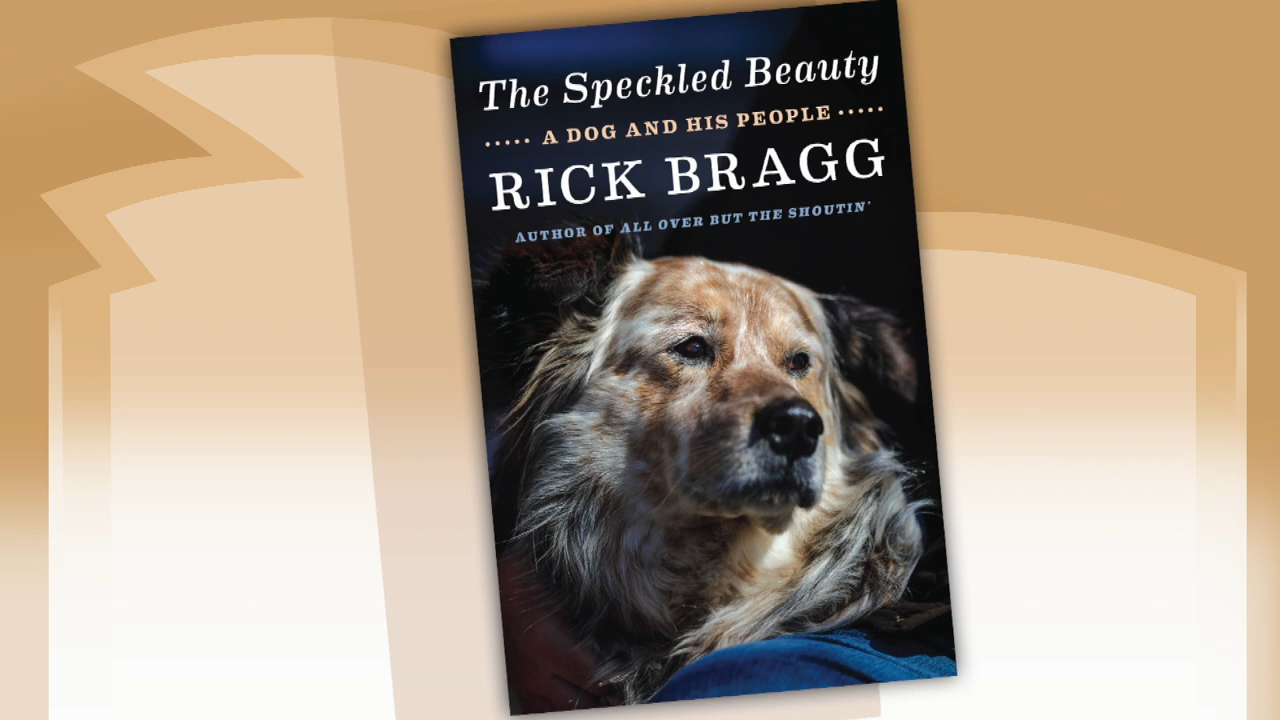 The Speckled Beauty
····· A DOG AND HIS PEOPLE ·····
RICK BRAGG
AUTHOR OF ALL OVER BUT THE SHOUTIN'